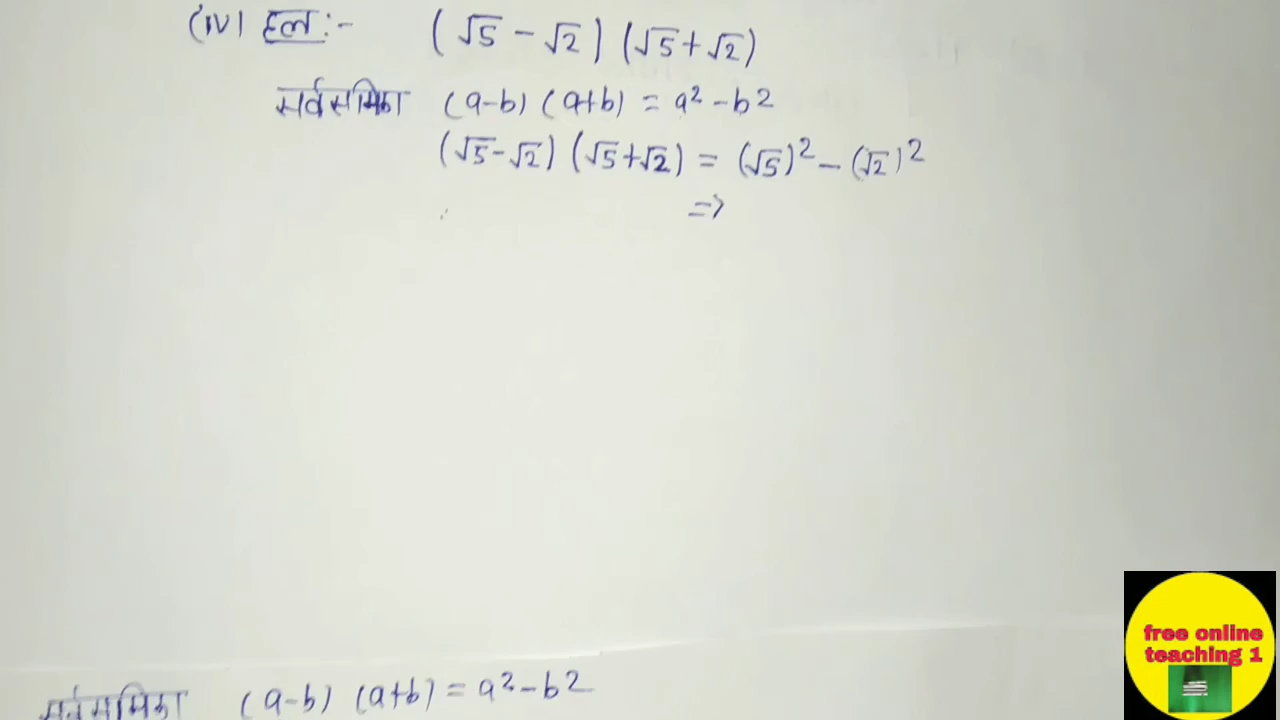 (iv) हल :- (√5 - √2) (√5 + √2)
सर्वसमिका (a-b) (a+b) = a² - b²
(√5 - √2) (√5 + √2) = (√5)² - (√2)²
=>
सर्वसमिका (a-b) (a+b) = a² - b²
free online
teaching 1